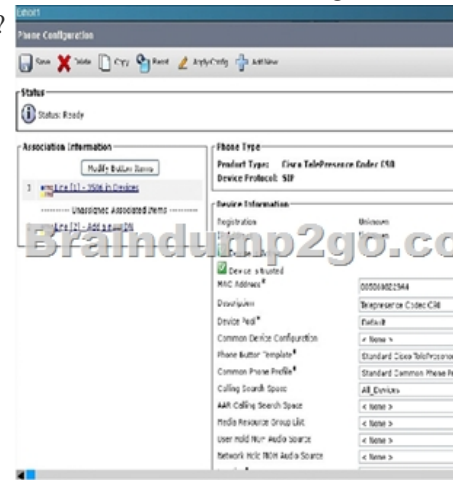 ?
Exhibit1
Phone Configuration
Save Delete Copy Reset Apply Config Add New
Status
Status: Ready
Association Information
Modify Button Items
1 Line [1] - 3506 in Devices
Unassigned Associated Items
Line [2] - Add a new DN
Phone Type
Product Type: Cisco TelePresence Codec C90
Device Protocol: SIP
Device Information
Registration Unknown
Braindump2go.co
Device is trusted
MAC Address*
Description Telepresence Codec C90
Device Pool* Default
Common Device Configuration < None >
Phone Button Template* Standard Cisco TelePresence
Common Phone Profile* Standard Common Phone Pr
Calling Search Space All_Devices
AAR Calling Search Space < None >
Media Resource Group List < None >
User Hold MOH Audio Source < None >
Network Hold MOH Audio Source < None >